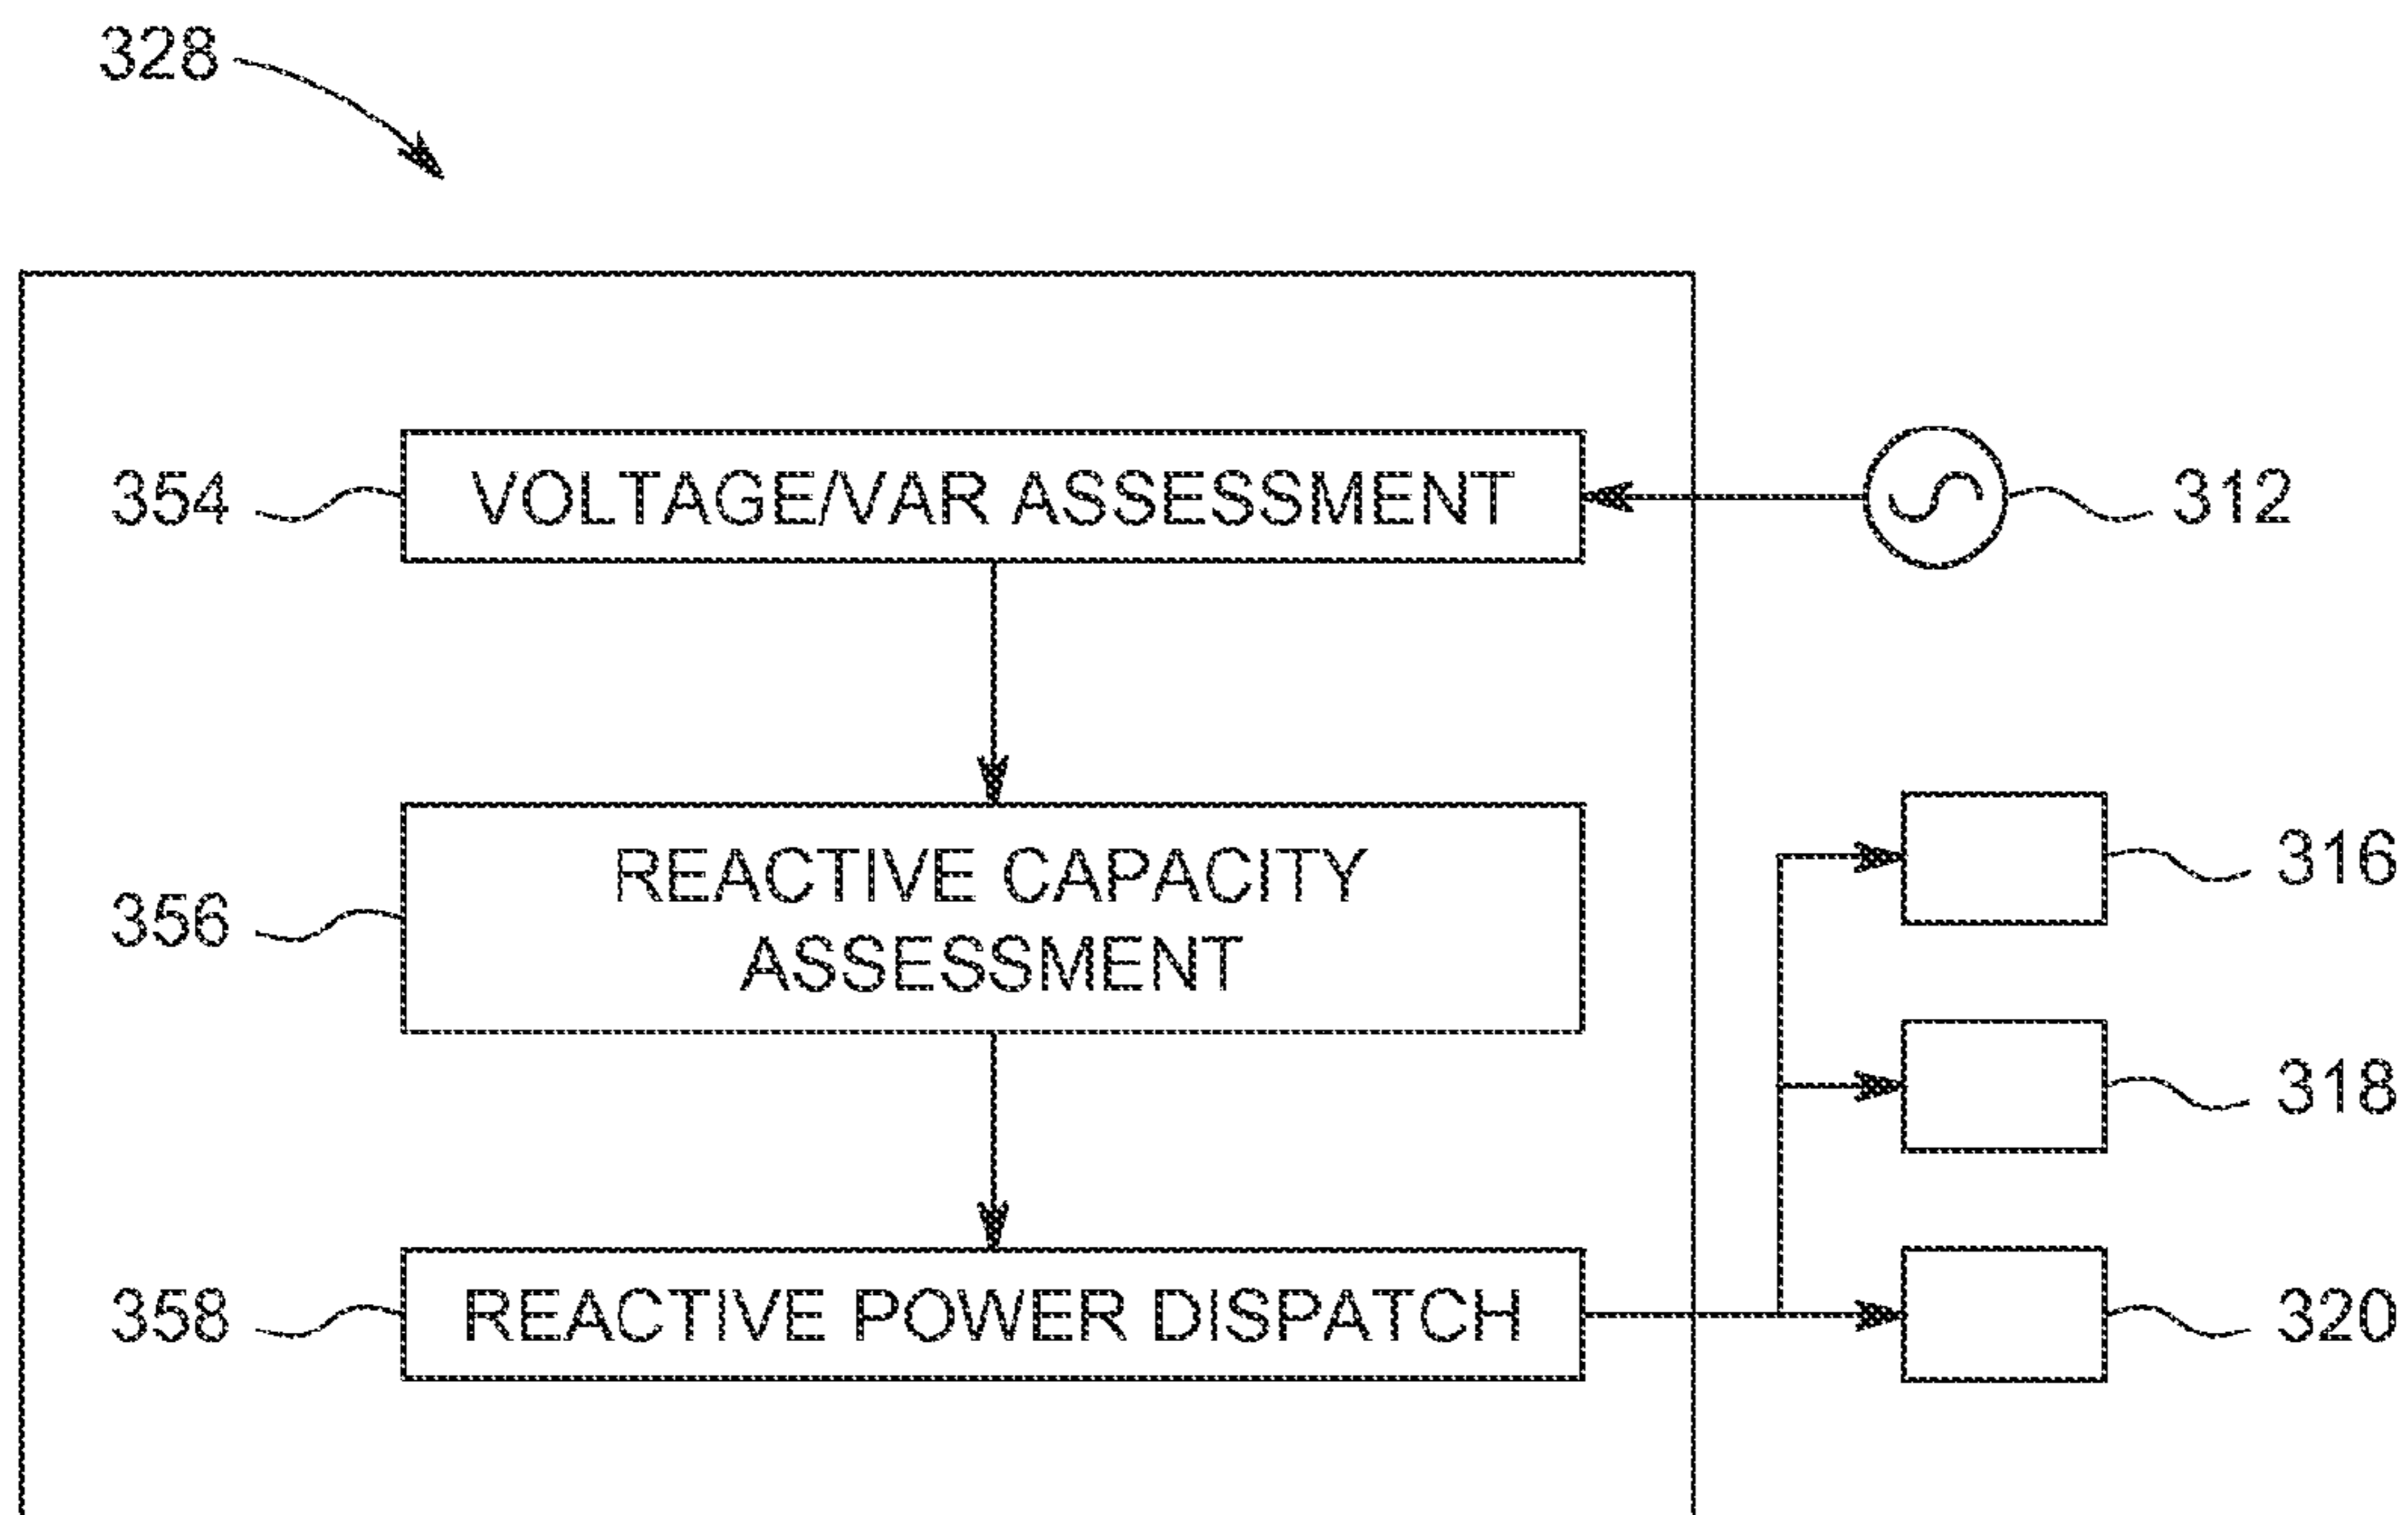 328
354
VOLTAGE/VAR ASSESSMENT
312
356
REACTIVE CAPACITY
ASSESSMENT
316
318
358
REACTIVE POWER DISPATCH
320